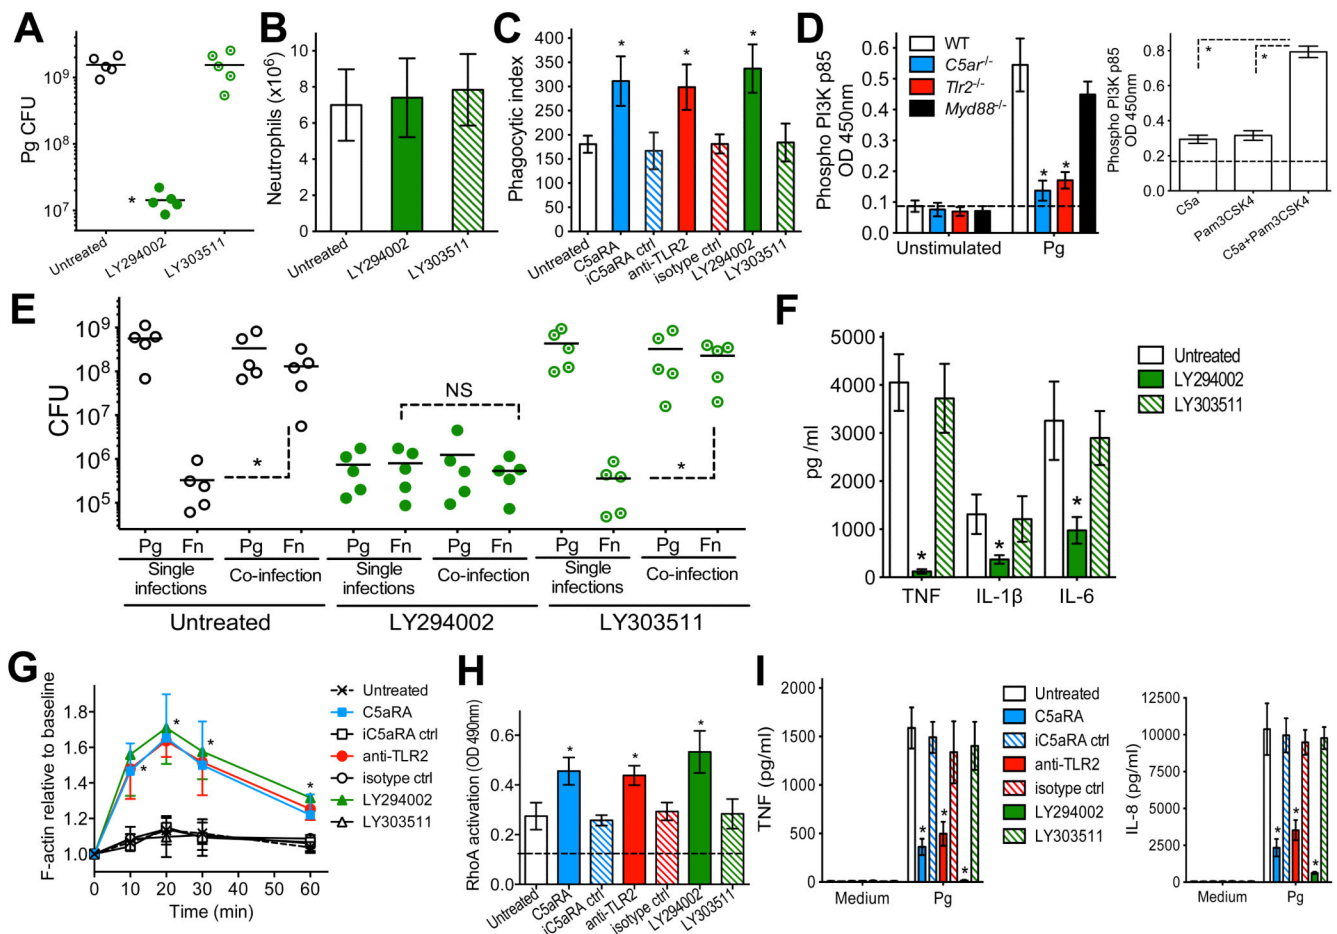 A
Pg CFU
10⁹
10⁸
10⁷
*
Untreated
LY294002
LY303511
B
Neutrophils (x10⁶)
10
8
6
4
2
0
Untreated
LY294002
LY303511
C
Phagocytic index
400
350
300
250
200
150
100
50
0
* * *
Untreated
C5aRA
iC5aRA ctrl
anti-TLR2
isotype ctrl
LY294002
LY303511
D
Phospho PI3K p85
OD 450nm
0.6
0.5
0.4
0.3
0.2
0.1
0.0
WT
C5ar⁻/⁻
Tlr2⁻/⁻
Myd88⁻/⁻
* *
Unstimulated Pg
Phospho PI3K p85
OD 450nm
0.8
0.6
0.4
0.2
0.0
* *
C5a
Pam3CSK4
C5a+Pam3CSK4
E
CFU
10⁹
10⁸
10⁷
10⁶
10⁵
NS
* *
Pg Fn Pg Fn Pg Fn Pg Fn Pg Fn Pg Fn
Single
infections
Co-infection
Single
infections
Co-infection
Single
infections
Co-infection
Untreated LY294002 LY303511
F
pg /ml
5000
4000
3000
2000
1000
0
* * *
TNF IL-1β IL-6
Untreated
LY294002
LY303511
G
F-actin relative to baseline
1.8
1.6
1.4
1.2
1.0
* * * *
0 10 20 30 40 50 60
Time (min)
Untreated
C5aRA
iC5aRA ctrl
anti-TLR2
isotype ctrl
LY294002
LY303511
H
RhoA activation (OD 490nm)
0.6
0.4
0.2
0.0
* * *
Untreated
C5aRA
iC5aRA ctrl
anti-TLR2
isotype ctrl
LY294002
LY303511
I
TNF (pg/ml)
2000
1500
1000
500
0
* * *
Medium Pg
Untreated
C5aRA
iC5aRA ctrl
anti-TLR2
isotype ctrl
LY294002
LY303511
IL-8 (pg/ml)
12500
10000
7500
5000
2500
0
* * *
Medium Pg